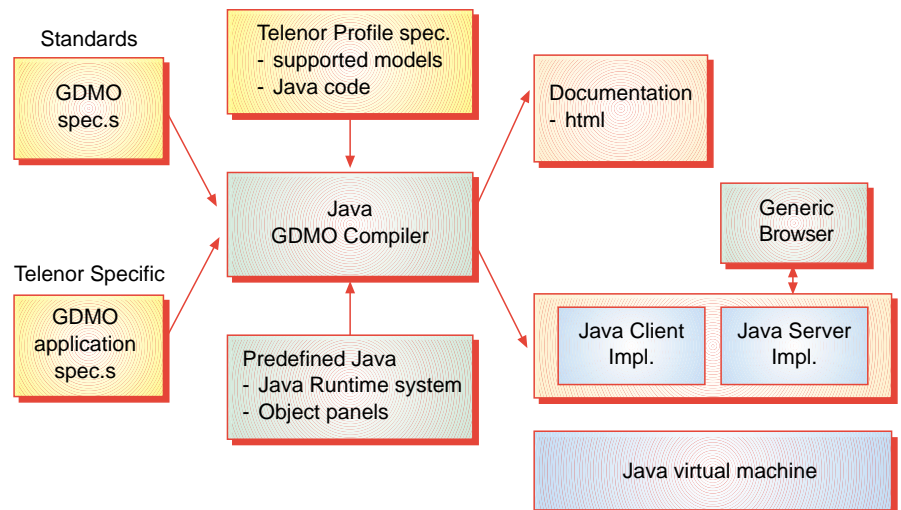 Standards
GDMO
spec.s
Telenor Profile spec.
- supported models
- Java code
Documentation
- html
Java
GDMO Compiler
Generic
Browser
Telenor Specific
GDMO
application
spec.s
Predefined Java
- Java Runtime system
- Object panels
Java Client
Impl.
Java Server
Impl.
Java virtual machine